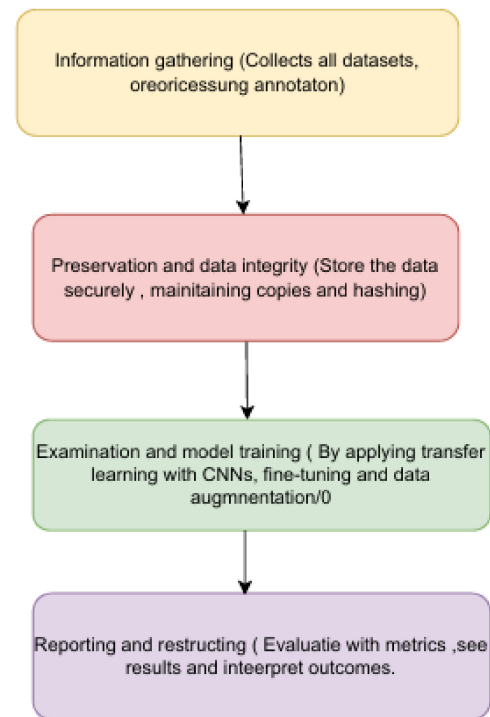 Information gathering (Collects all datasets,
oreoricessung annotaton)
Preservation and data integrity (Store the data
securely , mainitaining copies and hashing)
Examination and model training ( By applying transfer
learning with CNNs, fine-tuning and data
augmnentation/0
Reporting and restructing ( Evaluatie with metrics ,see
results and inteerpret outcomes.